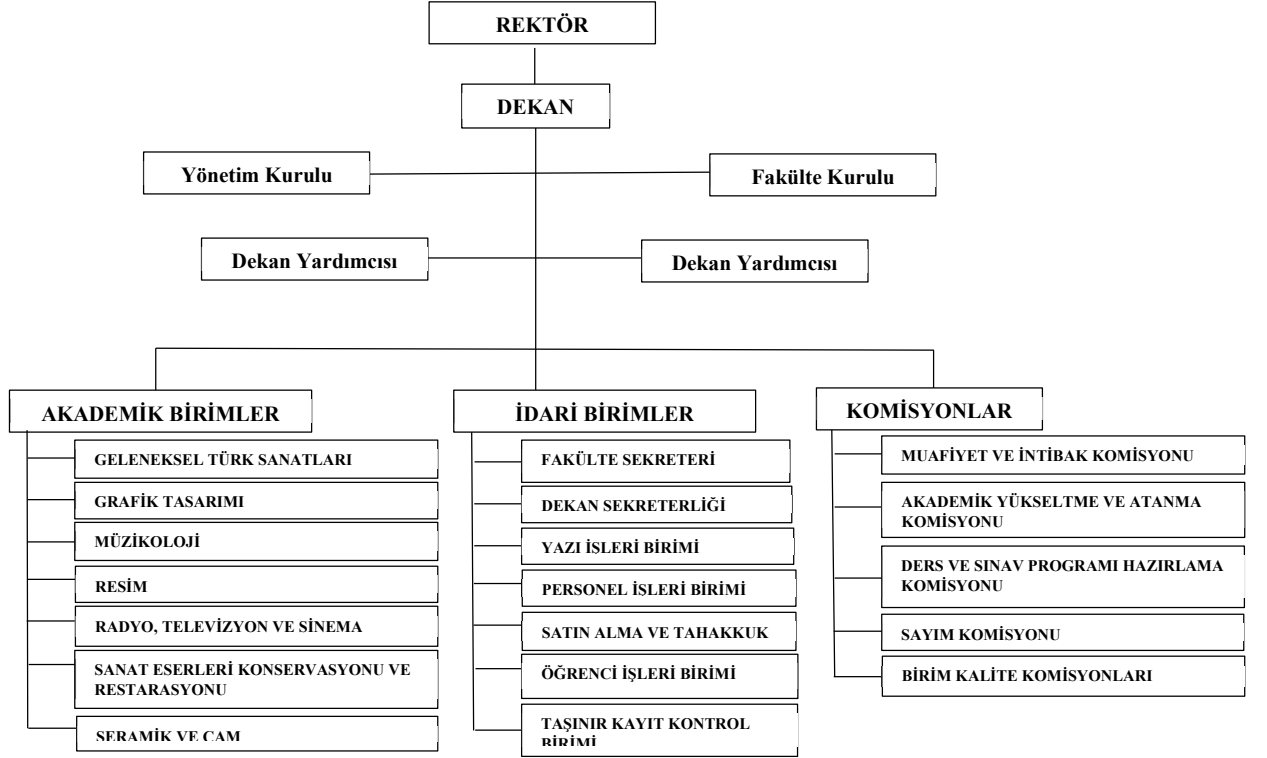 REKTÖR
DEKAN
Yönetim Kurulu
Fakülte Kurulu
Dekan Yardımcısı
Dekan Yardımcısı
AKADEMİK BİRİMLER
GELENEKSEL TÜRK SANATLARI
GRAFİK TASARIMI
MÜZİKOLOJİ
RESİM
RADYO, TELEVİZYON VE SİNEMA
SANAT ESERLERİ KONSERVASYONU VE
RESTARASYONU
SERAMİK VE CAM
İDARİ BİRİMLER
FAKÜLTE SEKRETERİ
DEKAN SEKRETERLİĞİ
YAZI İŞLERİ BİRİMİ
PERSONEL İŞLERİ BİRİMİ
SATIN ALMA VE TAHAKKUK
ÖĞRENCİ İŞLERİ BİRİMİ
TAŞINIR KAYIT KONTROL
BİRİMİ
KOMİSYONLAR
MUAFİYET VE İNTİBAK KOMİSYONU
AKADEMİK YÜKSELTME VE ATANMA
KOMİSYONU
DERS VE SINAV PROGRAMI HAZIRLAMA
KOMİSYONU
SAYIM KOMİSYONU
BİRİM KALİTE KOMİSYONLARI